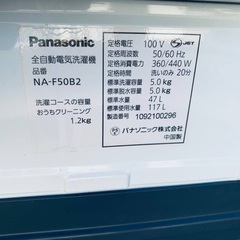 Panasonic
全自動電気洗濯機
品番
NA-F50B2
洗濯コースの容量
おうちクリーニング
1.2kg
定格電圧 100 V
JET
定格周波数 50/60 Hz
定格消費電力 360/440 W
定格時間 洗いのみ 20分
標準洗濯容量 5.0 kg
標準脱水容量 5.0 kg
標準水量 47 L
標準使用水量 117 L
製造番号 1092100296
パナソニック株式会社
中国製